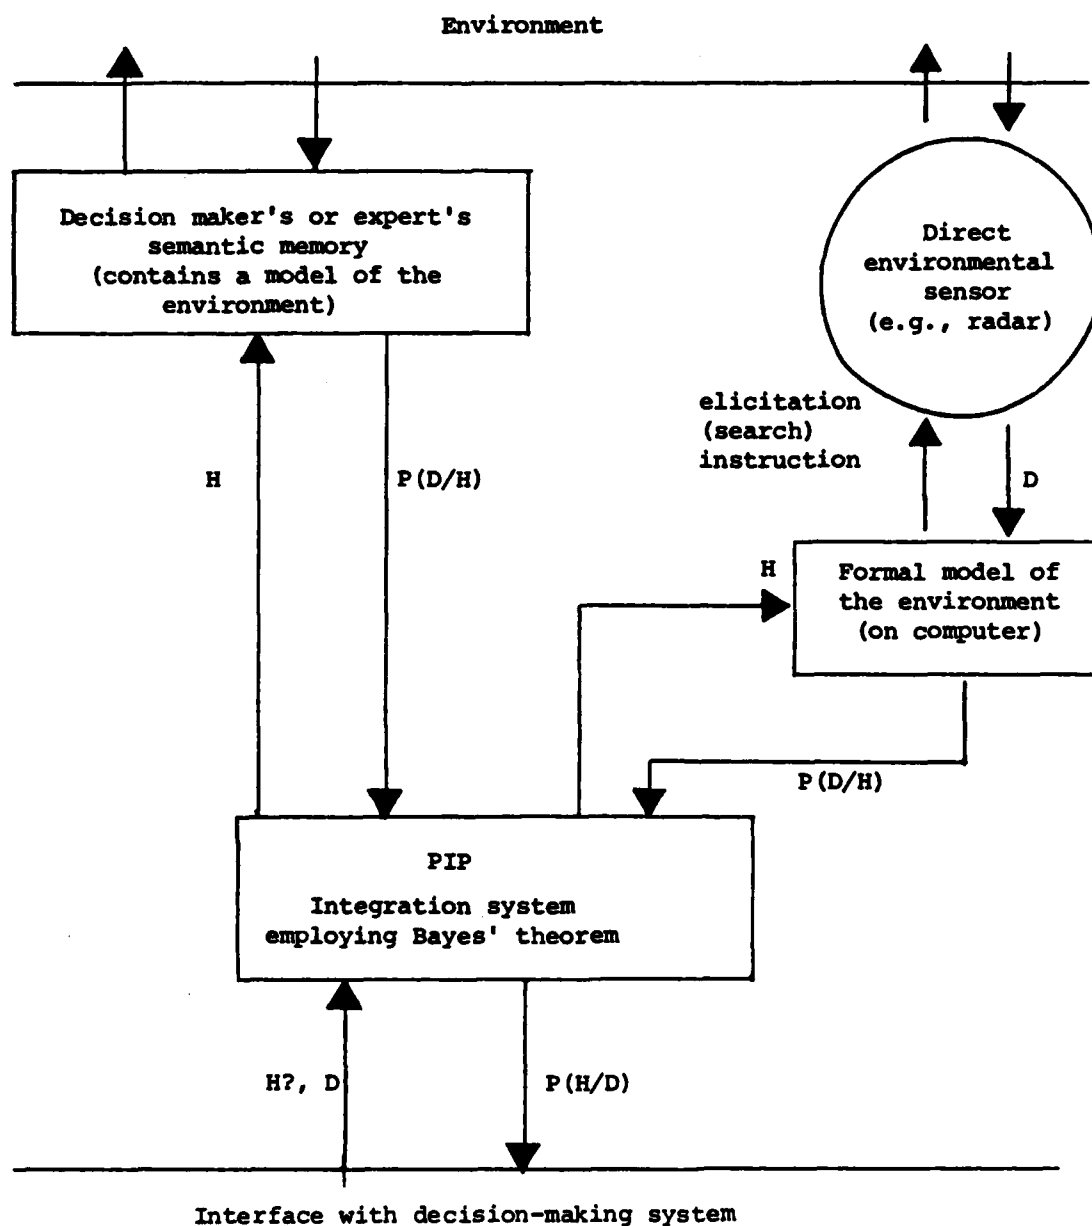 Environment
Decision maker's or expert's
semantic memory
(contains a model of the
environment)
Direct
environmental
sensor
(e.g., radar)
elicitation
(search)
instruction
H
P(D/H)
D
H
Formal model of
the environment
(on computer)
P(D/H)
PIP
Integration system
employing Bayes' theorem
H?, D
P(H/D)
Interface with decision-making system